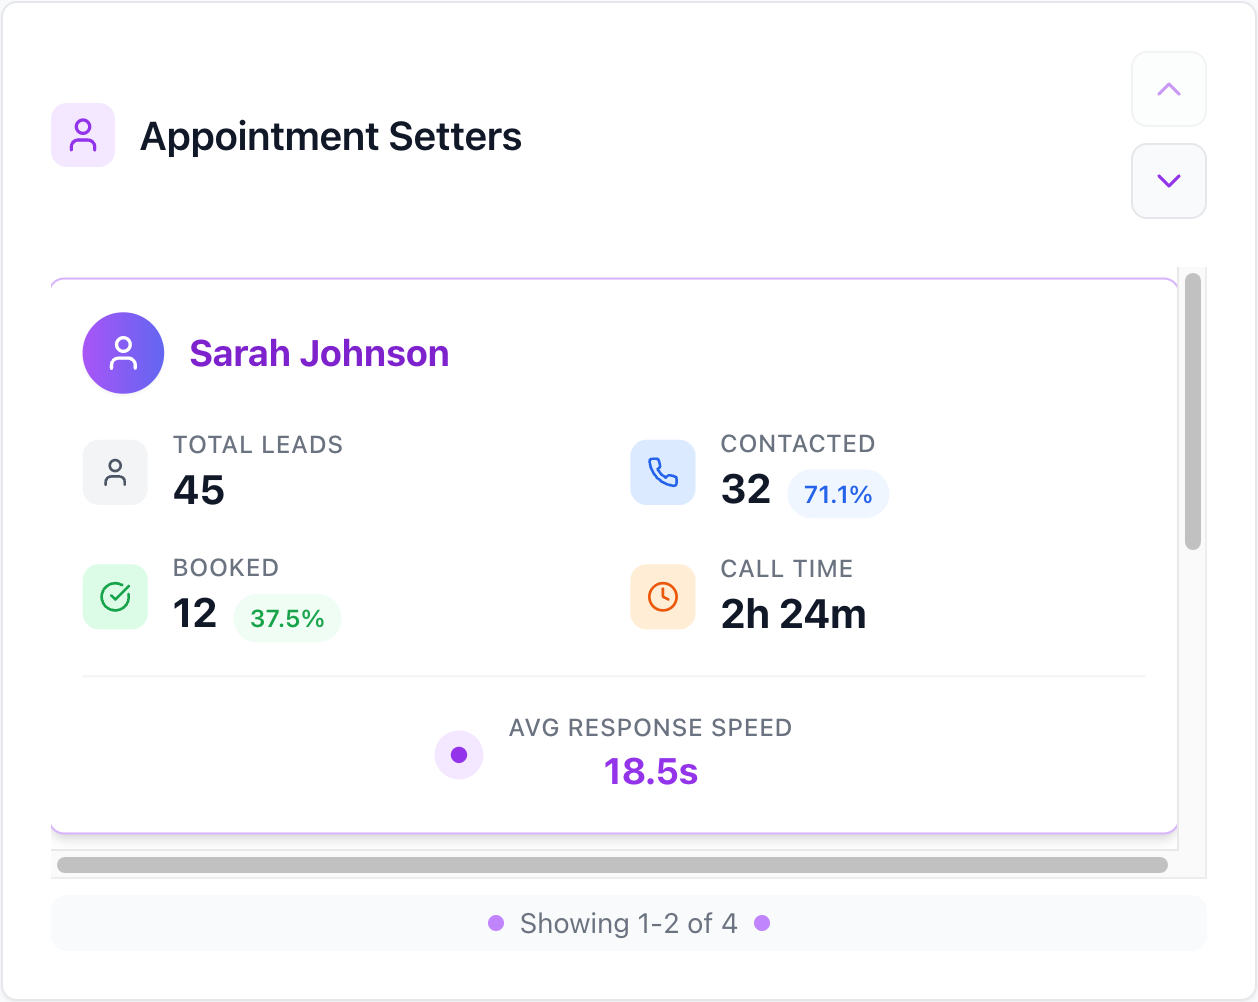 Appointment Setters
Sarah Johnson
TOTAL LEADS
45
CONTACTED
32 71.1%
BOOKED
12 37.5%
CALL TIME
2h 24m
AVG RESPONSE SPEED
18.5s
Showing 1-2 of 4